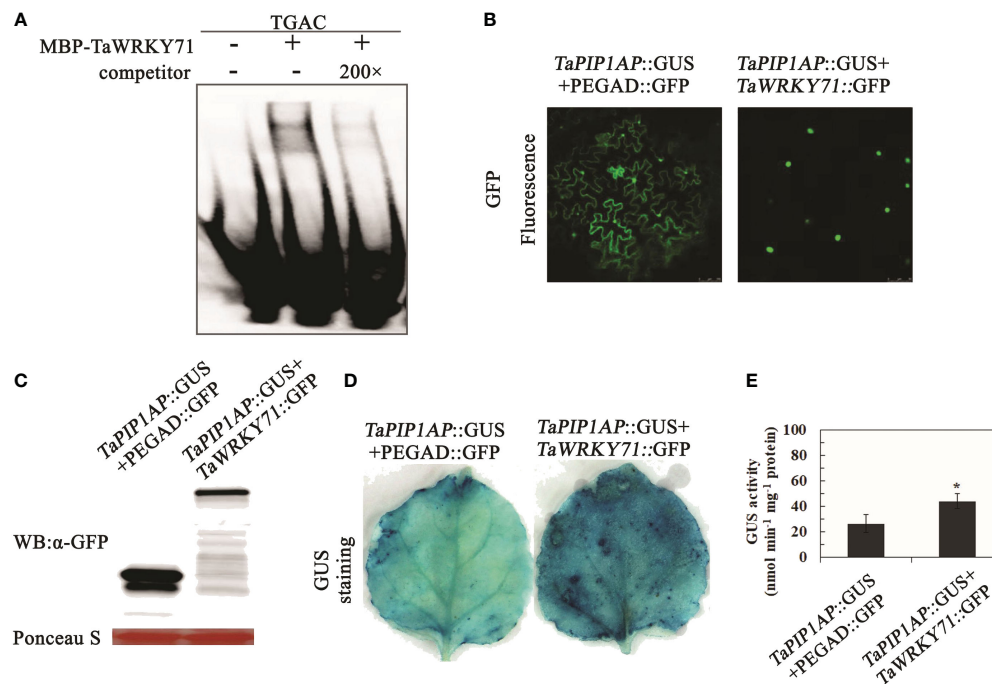 A
TGAC
MBP-TaWRKY71 - + +
competitor - - 200×
B
TaPIP1AP::GUS
+PEGAD::GFP
TaPIP1AP::GUS+
TaWRKY71::GFP
GFP
Fluorescence
C
TaPIP1AP::GUS
+PEGAD::GFP
TaPIP1AP::GUS+
TaWRKY71::GFP
WB:α-GFP
Ponceau S
D
TaPIP1AP::GUS
+PEGAD::GFP
TaPIP1AP::GUS+
TaWRKY71::GFP
GUS
staining
E
GUS activity
(nmol min⁻¹ mg⁻¹ protein)
100
80
60
40
20
0
*
TaPIP1AP::GUS
+PEGAD::GFP
TaPIP1AP::GUS+
TaWRKY71::GFP